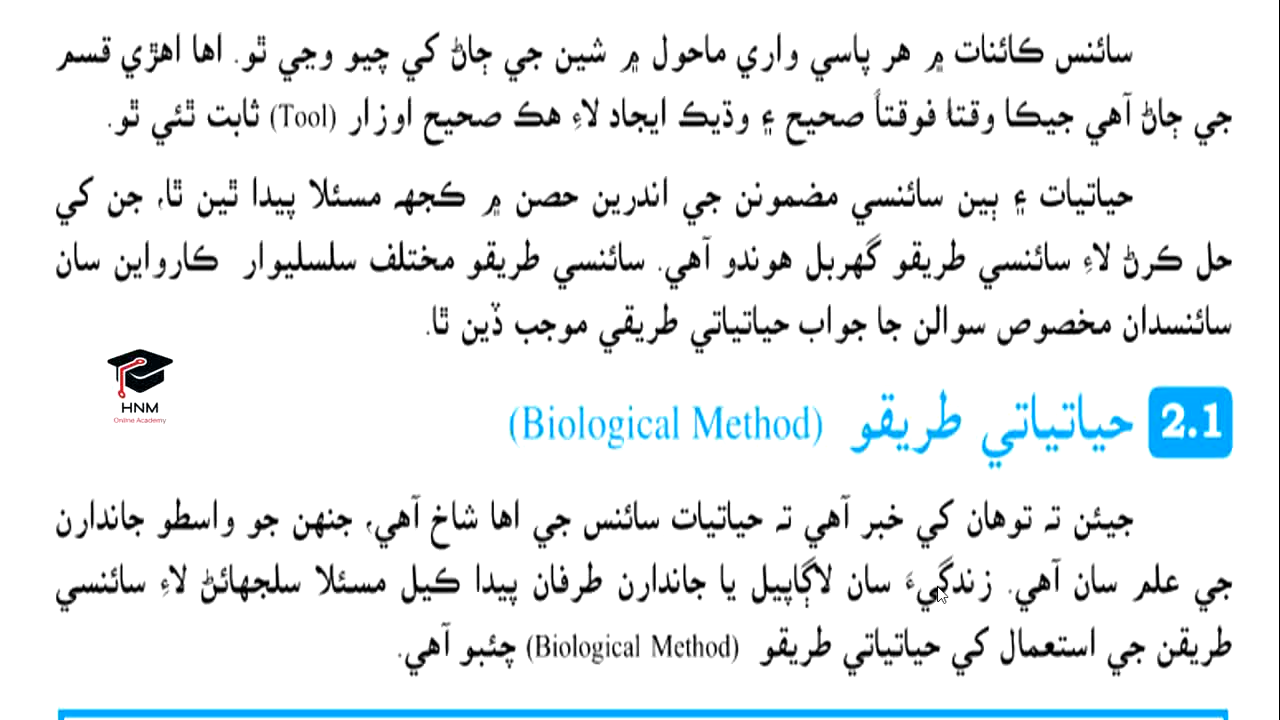 سائنس ڪائنات ۾ هر پاسي واري ماحول ۾ شين جي ڄاڻ کي چيو وڃي ٿو. اها اهڙي قسم
جي ڄاڻ آهي جيڪا وقتا فوقتاً صحيح ۽ وڌيڪ ايجاد لاءِ هڪ صحيح اوزار (Tool) ثابت ٿئي ٿو.
حياتيات ۽ ٻين سائنسي مضمونن جي اندرين حصن ۾ ڪجهہ مسئلا پيدا ٿين ٿا، جن کي
حل ڪرڻ لاءِ سائنسي طريقو گهربل هوندو آهي. سائنسي طريقو مختلف سلسليوار ڪارواين سان
سائنسدان مخصوص سوالن جا جواب حياتياتي طريقي موجب ڏين ٿا.
HNM
Online Academy
2.1 حياتياتي طريقو (Biological Method)
جيئن تہ توهان کي خبر آهي تہ حياتيات سائنس جي اها شاخ آهي، جنهن جو واسطو جاندارن
جي علم سان آهي. زندگيءَ سان لاڳاپيل يا جاندارن طرفان پيدا ڪيل مسئلا سلجهائڻ لاءِ سائنسي
طريقن جي استعمال کي حياتياتي طريقو (Biological Method) چئبو آهي.